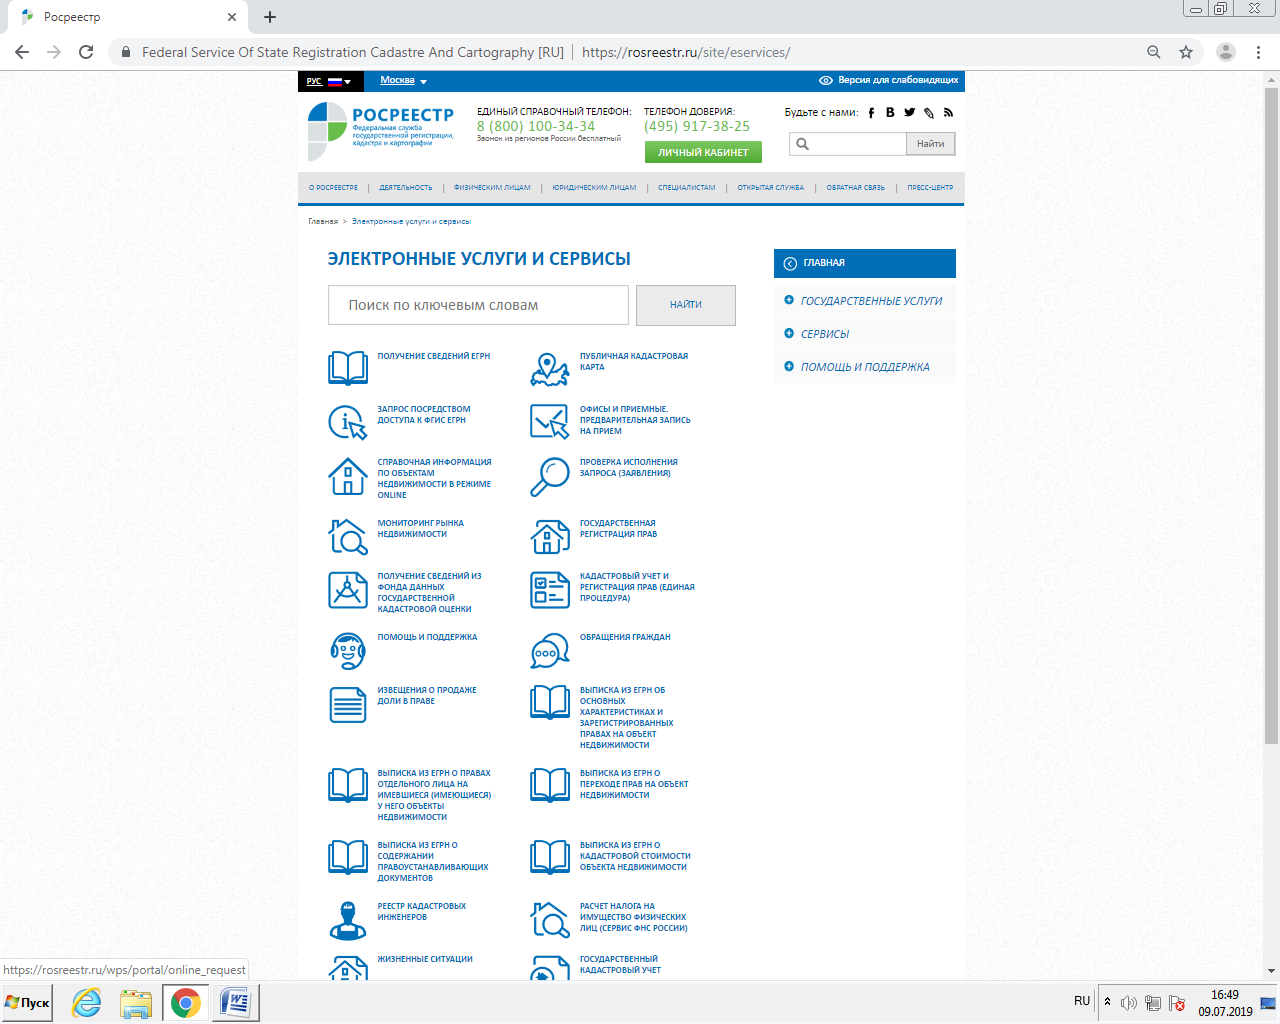 Росреестр
Federal Service Of State Registration Cadastre And Cartography [RU] | https://rosreestr.ru/site/eservices/
РУС
Москва
Версия для слабовидящих
РОСРЕЕСТР
Федеральная служба
государственной регистрации,
кадастра и картографии
ЕДИНЫЙ СПРАВОЧНЫЙ ТЕЛЕФОН:
8 (800) 100-34-34
Звонок из регионов России бесплатный
ТЕЛЕФОН ДОВЕРИЯ:
(495) 917-38-25
ЛИЧНЫЙ КАБИНЕТ
Будьте с нами:
Найти
О РОСРЕЕСТРЕ | ДЕЯТЕЛЬНОСТЬ | ФИЗИЧЕСКИМ ЛИЦАМ | ЮРИДИЧЕСКИМ ЛИЦАМ | СПЕЦИАЛИСТАМ | ОТКРЫТАЯ СЛУЖБА | ОБРАТНАЯ СВЯЗЬ | ПРЕСС-ЦЕНТР
Главная > Электронные услуги и сервисы
ЭЛЕКТРОННЫЕ УСЛУГИ И СЕРВИСЫ
Поиск по ключевым словам
НАЙТИ
ПОЛУЧЕНИЕ СВЕДЕНИЙ ЕГРН
ПУБЛИЧНАЯ КАДАСТРОВАЯ
КАРТА
ЗАПРОС ПОСРЕДСТВОМ
ДОСТУПА К ФГИС ЕГРН
ОФИСЫ И ПРИЕМНЫЕ.
ПРЕДВАРИТЕЛЬНАЯ ЗАПИСЬ
НА ПРИЕМ
СПРАВОЧНАЯ ИНФОРМАЦИЯ
ПО ОБЪЕКТАМ
НЕДВИЖИМОСТИ В РЕЖИМЕ
ONLINE
ПРОВЕРКА ИСПОЛНЕНИЯ
ЗАПРОСА (ЗАЯВЛЕНИЯ)
МОНИТОРИНГ РЫНКА
НЕДВИЖИМОСТИ
ГОСУДАРСТВЕННАЯ
РЕГИСТРАЦИЯ ПРАВ
ПОЛУЧЕНИЕ СВЕДЕНИЙ ИЗ
ФОНДА ДАННЫХ
ГОСУДАРСТВЕННОЙ
КАДАСТРОВОЙ ОЦЕНКИ
КАДАСТРОВЫЙ УЧЕТ И
РЕГИСТРАЦИЯ ПРАВ (ЕДИНАЯ
ПРОЦЕДУРА)
ПОМОЩЬ И ПОДДЕРЖКА
ОБРАЩЕНИЯ ГРАЖДАН
ИЗВЕЩЕНИЯ О ПРОДАЖЕ
ДОЛИ В ПРАВЕ
ВЫПИСКА ИЗ ЕГРН ОБ
ОСНОВНЫХ
ХАРАКТЕРИСТИКАХ И
ЗАРЕГИСТРИРОВАННЫХ
ПРАВАХ НА ОБЪЕКТ
НЕДВИЖИМОСТИ
ВЫПИСКА ИЗ ЕГРН О ПРАВАХ
ОТДЕЛЬНОГО ЛИЦА НА
ИМЕВШИЕСЯ (ИМЕЮЩИЕСЯ)
У НЕГО ОБЪЕКТЫ
НЕДВИЖИМОСТИ
ВЫПИСКА ИЗ ЕГРН О
ПЕРЕХОДЕ ПРАВ НА ОБЪЕКТ
НЕДВИЖИМОСТИ
ВЫПИСКА ИЗ ЕГРН О
СОДЕРЖАНИИ
ПРАВОУСТАНАВЛИВАЮЩИХ
ДОКУМЕНТОВ
ВЫПИСКА ИЗ ЕГРН О
КАДАСТРОВОЙ СТОИМОСТИ
ОБЪЕКТА НЕДВИЖИМОСТИ
РЕЕСТР КАДАСТРОВЫХ
ИНЖЕНЕРОВ
РАСЧЕТ НАЛОГА НА
ИМУЩЕСТВО ФИЗИЧЕСКИХ
ЛИЦ (СЕРВИС ФНС РОССИИ)
ЖИЗНЕННЫЕ СИТУАЦИИ
ГОСУДАРСТВЕННЫЙ
КАДАСТРОВЫЙ УЧЕТ
ГЛАВНАЯ
ГОСУДАРСТВЕННЫЕ УСЛУГИ
СЕРВИСЫ
ПОМОЩЬ И ПОДДЕРЖКА
https://rosreestr.ru/wps/portal/online_request
Пуск
RU
16:49
09.07.2019